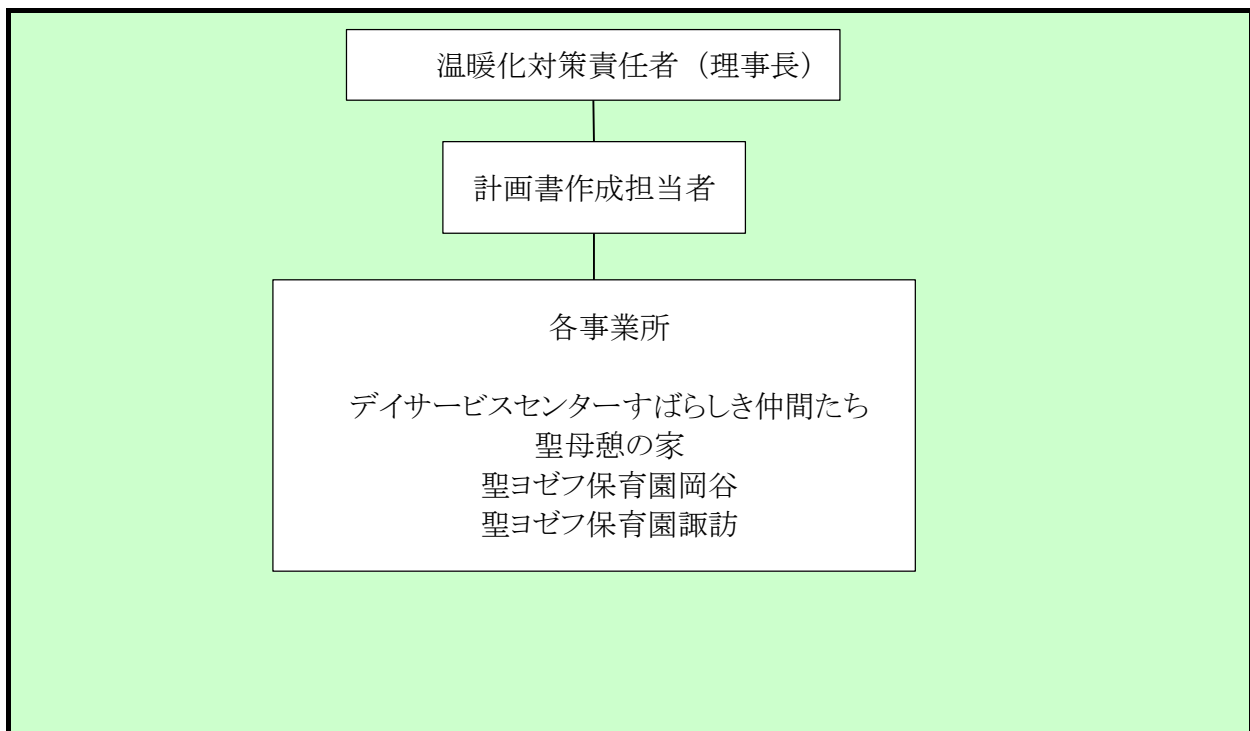 温暖化対策責任者（理事長）
計画書作成担当者
各事業所
デイサービスセンターすばらしき仲間たち
聖母憩の家
聖ヨゼフ保育園岡谷
聖ヨゼフ保育園諏訪